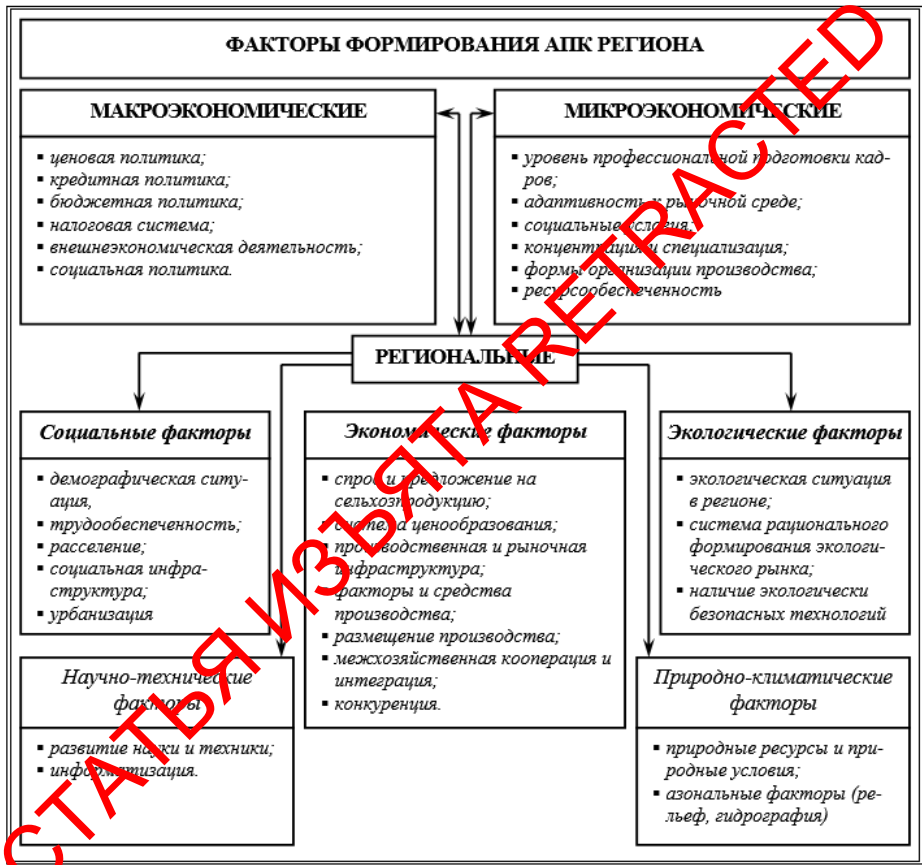 ФАКТОРЫ ФОРМИРОВАНИЯ АПК РЕГИОНА
МАКРОЭКОНОМИЧЕСКИЕ
▪ ценовая политика;
▪ кредитная политика;
▪ бюджетная политика;
▪ налоговая система;
▪ внешнеэкономическая деятельность;
▪ социальная политика.
МИКРОЭКОНОМИЧЕСКИЕ
▪ уровень профессиональной подготовки кад-
ров;
▪ адаптивность к рыночной среде;
▪ социальные условия;
▪ концентрация и специализация;
▪ формы организации производства;
▪ ресурсообеспеченность
РЕГИОНАЛЬНЫЕ
Социальные факторы
▪ демографическая ситу-
ация,
▪ трудообеспеченность;
▪ расселение;
▪ социальная инфра-
структура;
▪ урбанизация
Экономические факторы
▪ спрос и предложение на
сельхозпродукцию;
▪ система ценообразования;
▪ производственная и рыночная
инфраструктура;
▪ факторы и средства
производства;
▪ размещение производства;
▪ межхозяйственная кооперация и
интеграция;
▪ конкуренция.
Экологические факторы
▪ экологическая ситуация
в регионе;
▪ система рационального
формирования экологи-
ческого рынка;
▪ наличие экологически
безопасных технологий
Научно-технические
факторы
▪ развитие науки и техники;
▪ информатизация.
Природно-климатические
факторы
▪ природные ресурсы и при-
родные условия;
▪ азональные факторы (ре-
льеф, гидрография)
СТАТЬЯ ИЗЪЯТА RETRACTED